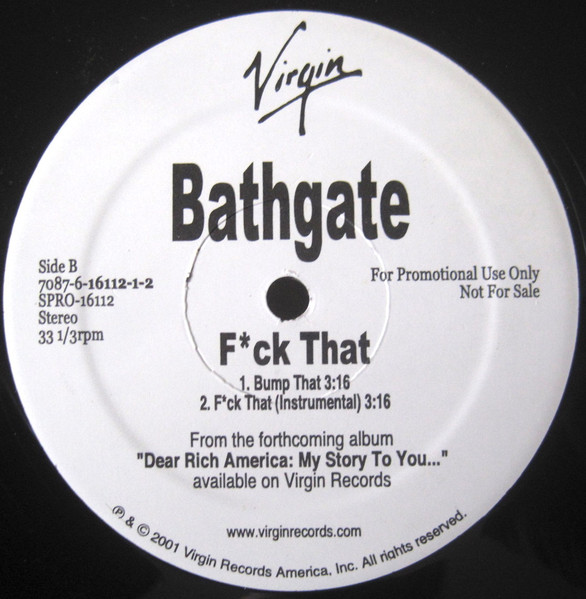 Virgin
Bathgate
Side B
7087-6-16112-1-2
SPRO-16112
Stereo
33 1/3rpm
For Promotional Use Only
Not For Sale
F*ck That
1. Bump That 3:16
2. F*ck That (Instrumental) 3:16
From the forthcoming album
"Dear Rich America: My Story To You..."
available on Virgin Records
www.virginrecords.com
℗ & © 2001 Virgin Records America, Inc. All rights reserved.